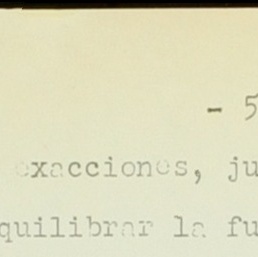 - 5
exacciones, ju
quilibrar la fu